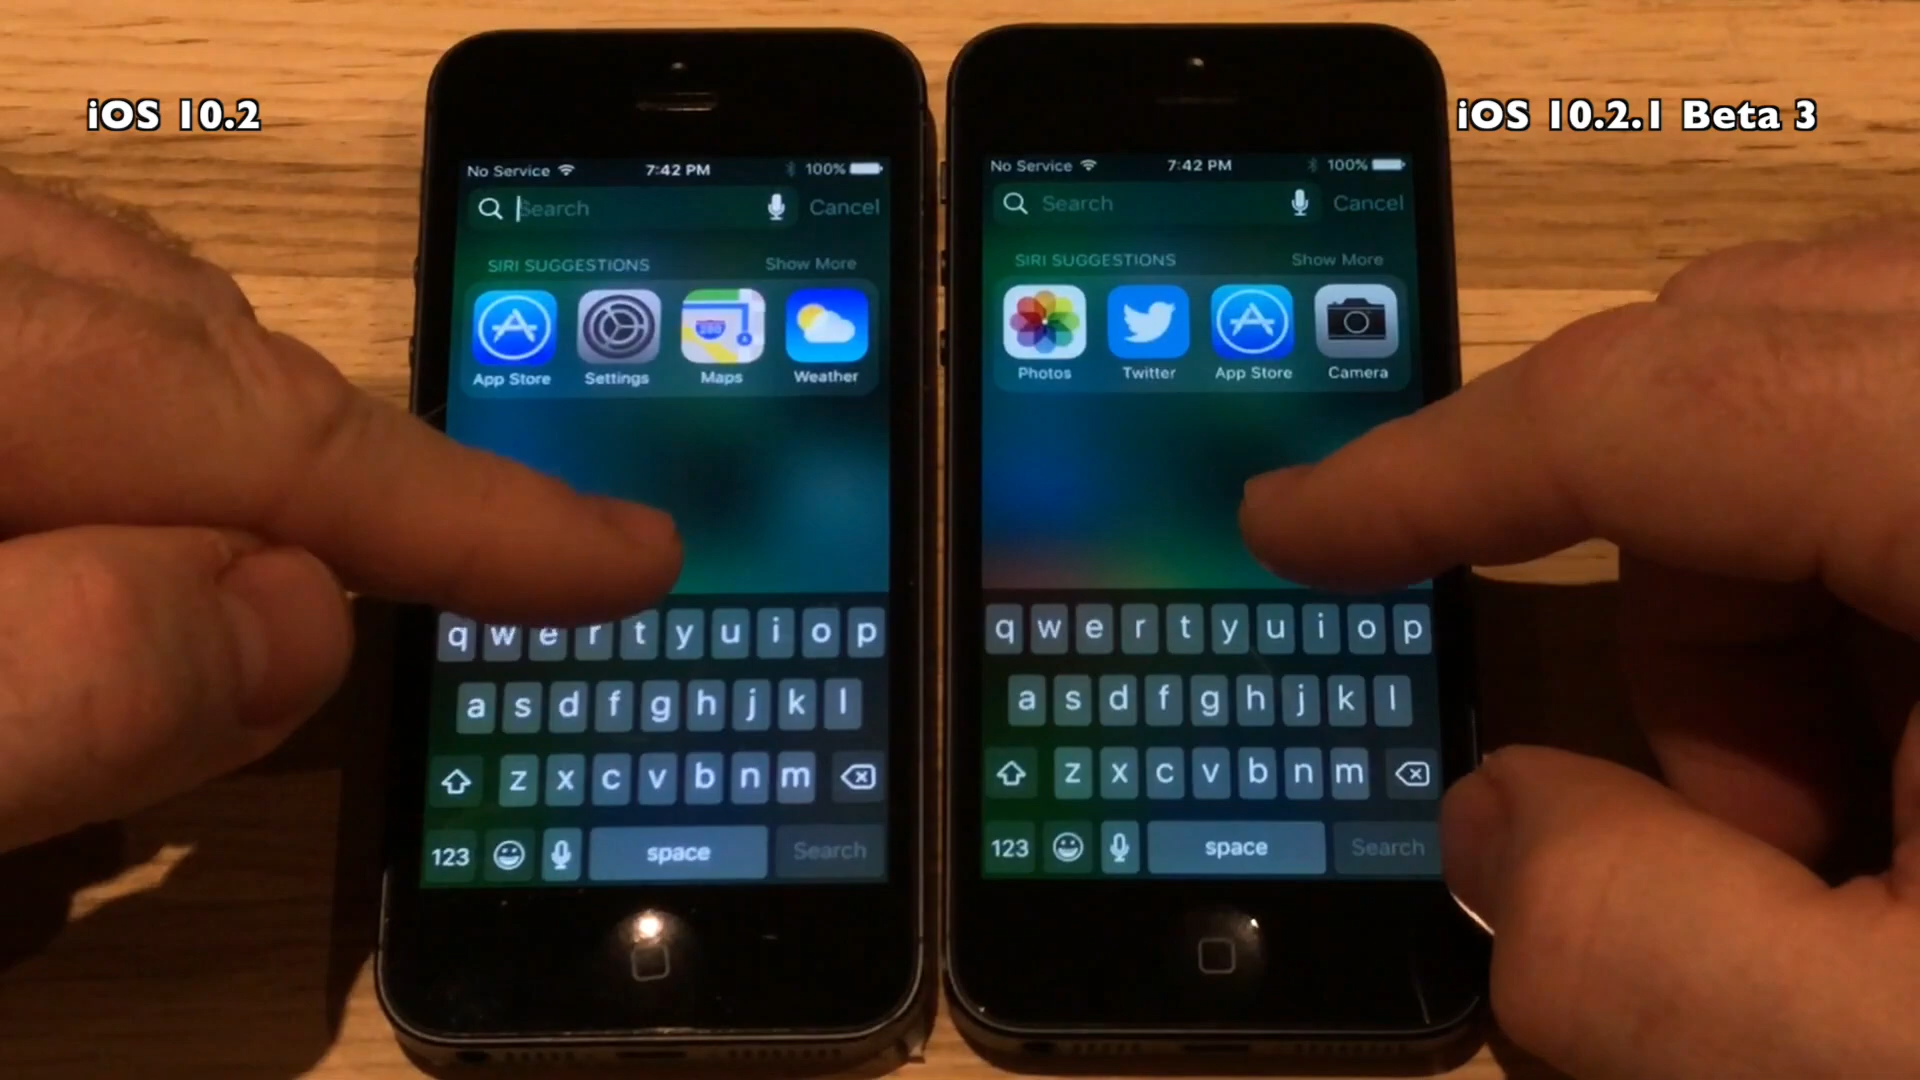 iOS 10.2
No Service 7:42 PM 100%
Search Cancel
SIRI SUGGESTIONS Show More
App Store Settings Maps Weather
q w e r t y u i o p
a s d f g h j k l
z x c v b n m
123 space Search
iOS 10.2.1 Beta 3
No Service 7:42 PM 100%
Search Cancel
SIRI SUGGESTIONS Show More
Photos Twitter App Store Camera
q w e r t y u i o p
a s d f g h j k l
z x c v b n m
123 space Search